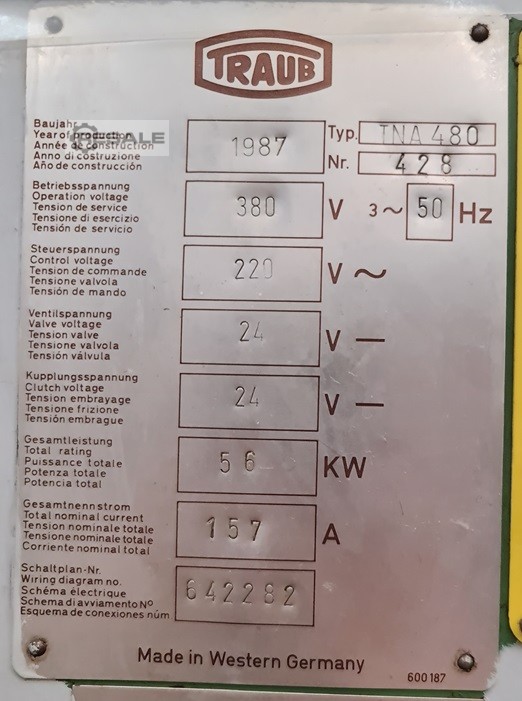 TRAUB
Baujahr
Year of production
Année de construction
Anno di costruzione
Año de construcción
1987
Typ. TNA 480
Nr. 428
Betriebsspannung
Operation voltage
Tension de service
Tensione di esercizio
Tensión de servicio
380 V 3~ 50 Hz
Steuerspannung
Control voltage
Tension de commande
Tensione valvola
Tensión de mando
220 V ~
Ventilspannung
Valve voltage
Tension valve
Tensione valvola
Tensión válvula
24 V —
Kupplungsspannung
Clutch voltage
Tension embrayage
Tensione frizione
Tensión embrague
24 V —
Gesamtleistung
Total rating
Puissance totale
Potenza totale
Potencia total
56 KW
Gesamtnennstrom
Total nominal current
Tension nominale totale
Tensione nominale totale
Corriente nominal total
157 A
Schaltplan-Nr.
Wiring diagram no.
Schéma électrique
Schema di avviamento Nº
Esquema de conexiones núm
642282
Made in Western Germany
600187